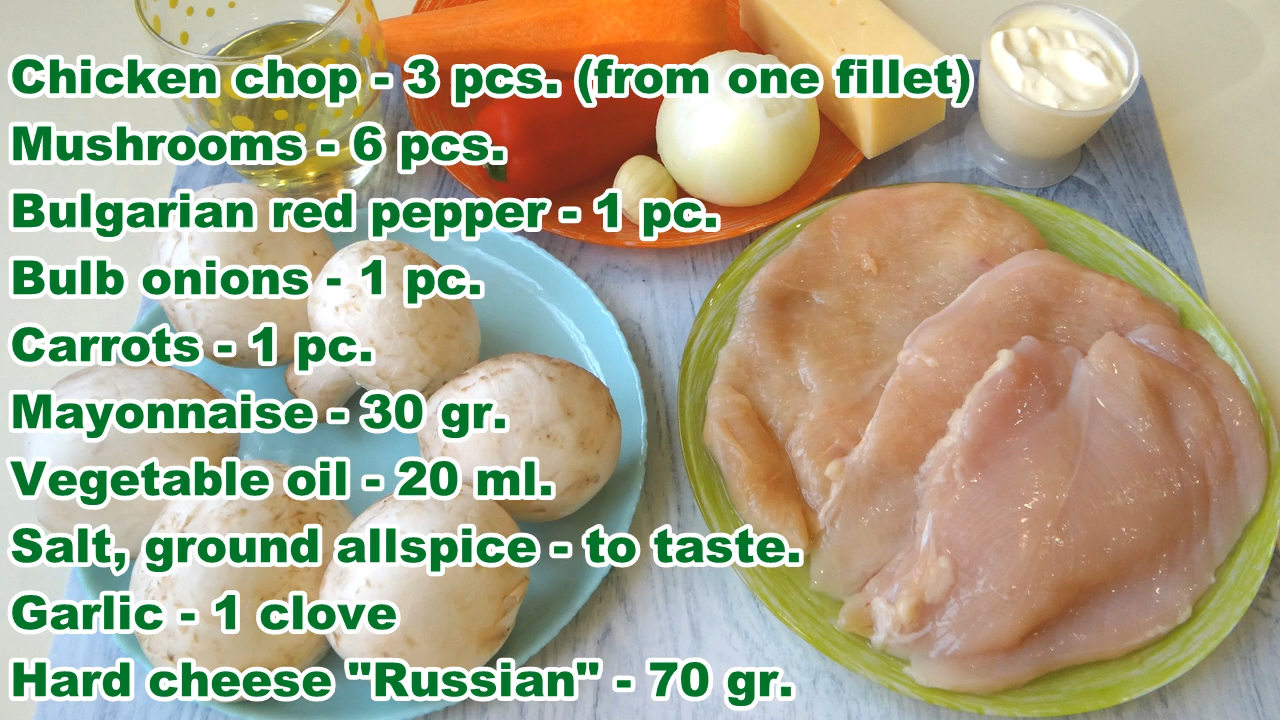 Chicken chop - 3 pcs. (from one fillet)
Mushrooms - 6 pcs.
Bulgarian red pepper - 1 pc.
Bulb onions - 1 pc.
Carrots - 1 pc.
Mayonnaise - 30 gr.
Vegetable oil - 20 ml.
Salt, ground allspice - to taste.
Garlic - 1 clove
Hard cheese "Russian" - 70 gr.